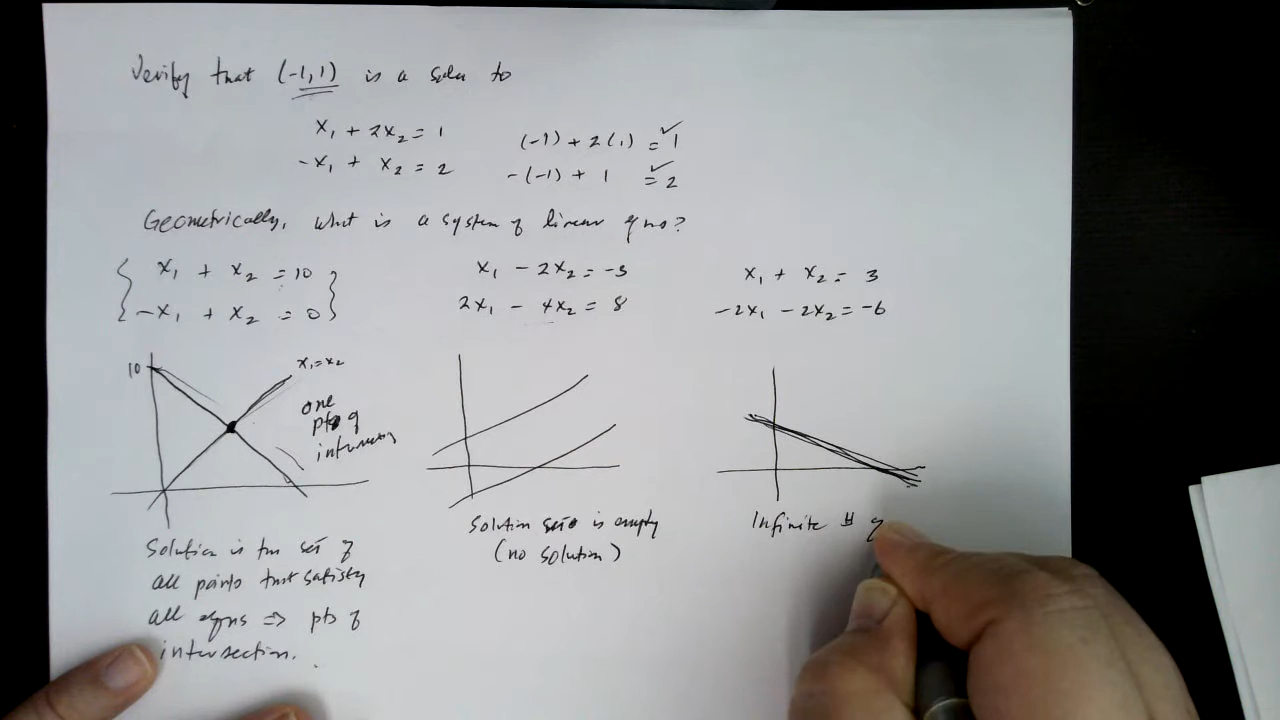 Verify that (-1,1) is a soln to
x₁ + 2x₂ = 1 (-1) + 2(1) = 1 ✓
-x₁ + x₂ = 2 -(-1) + 1 = 2 ✓
Geometrically, what is a system of linear eqns?
{ x₁ + x₂ = 10
-x₁ + x₂ = 0 }
x₁ - 2x₂ = -3
2x₁ - 4x₂ = 8
x₁ + x₂ = 3
-2x₁ - 2x₂ = -6
10
x₁=x₂
one
pt of
intersection
Solution is the set of
all points that satisfy
all eqns ⇒ pts of
intersection.
Solution set is empty
(no solution)
Infinite # of